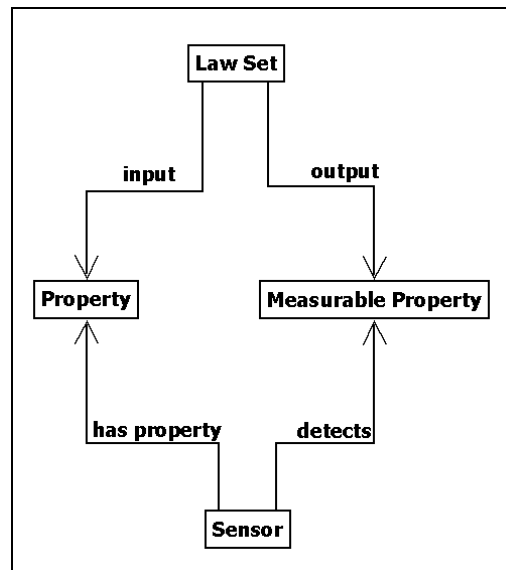 Law Set
input
output
Property
Measurable Property
has property
detects
Sensor